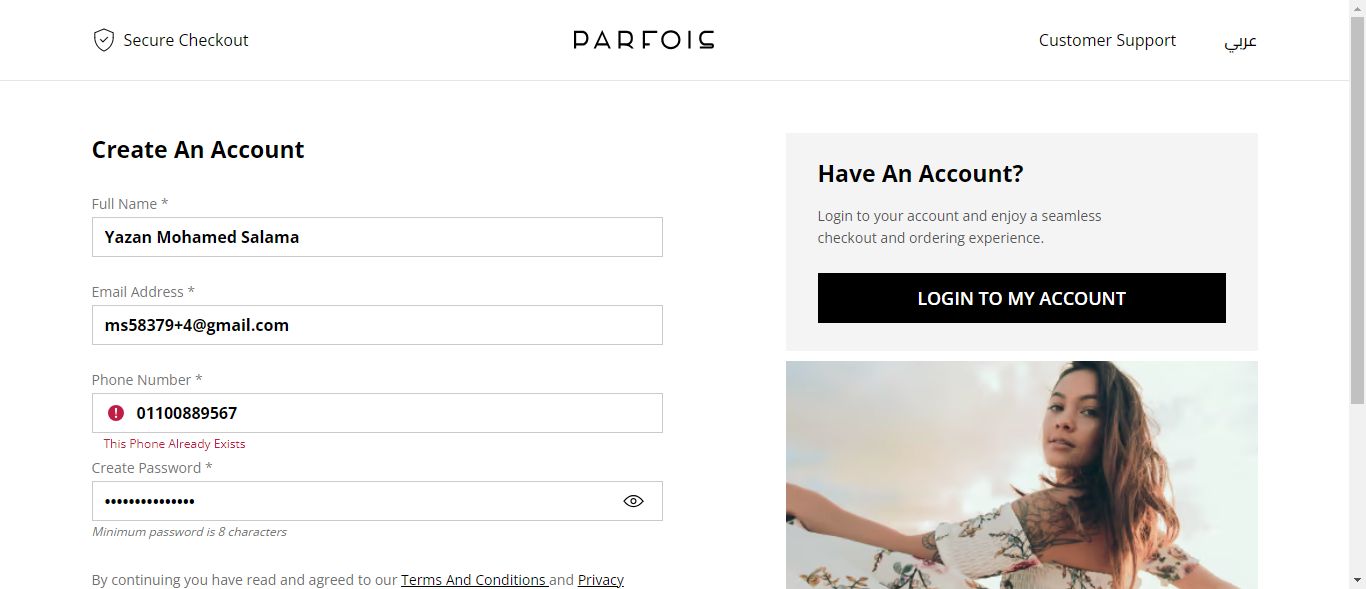 Secure Checkout
PARFOIS
Customer Support
عربي
Create An Account
Full Name *
Yazan Mohamed Salama
Email Address *
ms58379+4@gmail.com
Phone Number *
01100889567
This Phone Already Exists
Create Password *
•••••••••••••••
Minimum password is 8 characters
By continuing you have read and agreed to our Terms And Conditions and Privacy
Have An Account?
Login to your account and enjoy a seamless
checkout and ordering experience.
LOGIN TO MY ACCOUNT